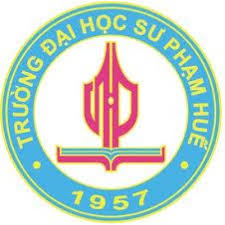 TRƯỜNG ĐẠI HỌC SƯ PHẠM HUẾ
1957